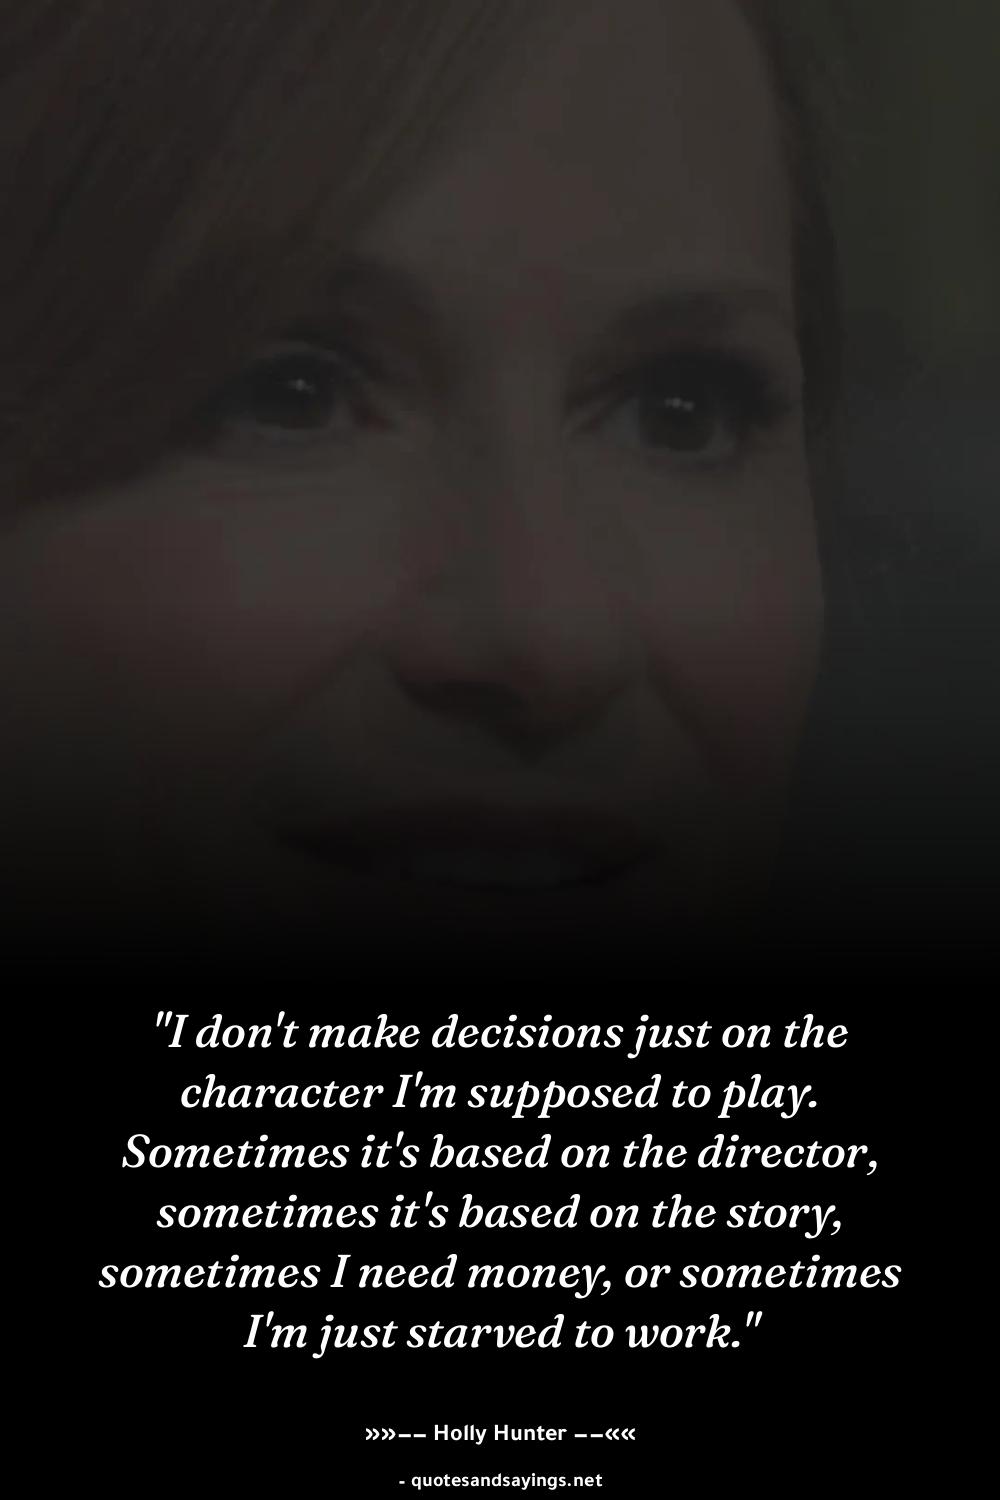 "I don't make decisions just on the
character I'm supposed to play.
Sometimes it's based on the director,
sometimes it's based on the story,
sometimes I need money, or sometimes
I'm just starved to work."
»»−− Holly Hunter −−««
- quotesandsayings.net